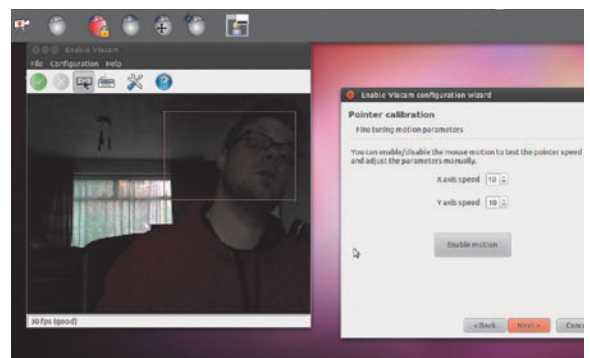 Enable Viacam
File Configuration Help
30 fps (good)
Enable Viacam configuration wizard
Pointer calibration
Fine tuning motion parameters
You can enable/disable the mouse motion to test the pointer speed
and adjust the parameters manually.
X axis speed 10
Y axis speed 10
Enable motion
< Back Next > Cance